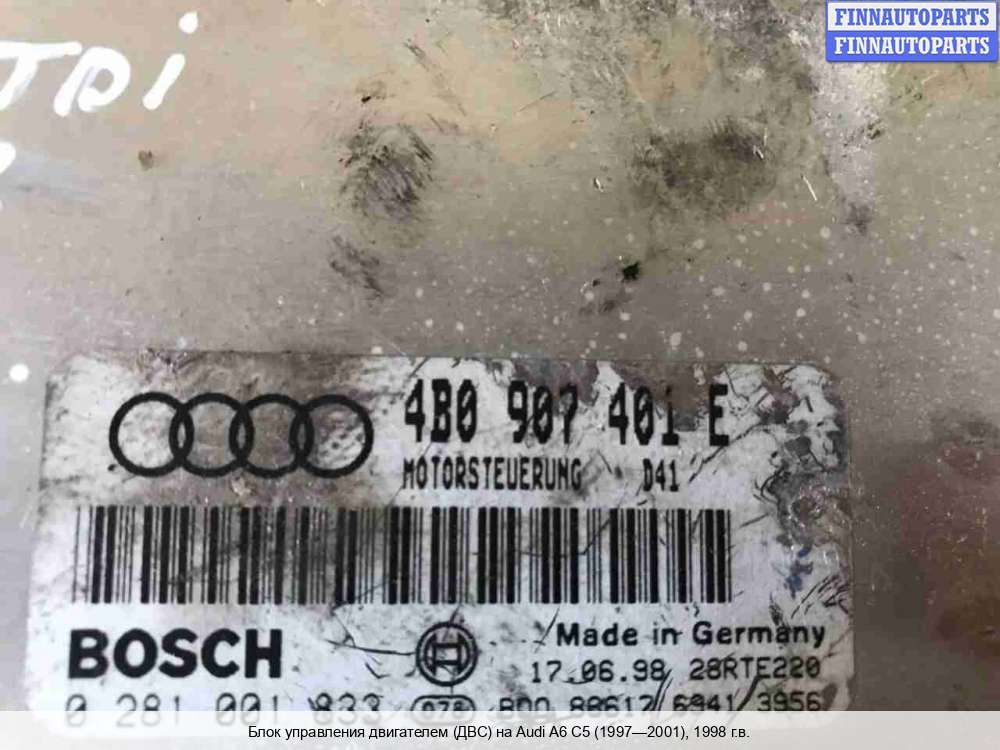 FINNAUTOPARTS
FINNAUTOPARTS
TDi
4B0 907 401 E
MOTORSTEUERUNG D41
BOSCH
Made in Germany
17.06.98 28RTE220
0 281 001 833
Блок управления двигателем (ДВС) на Audi A6 C5 (1997—2001), 1998 г.в.